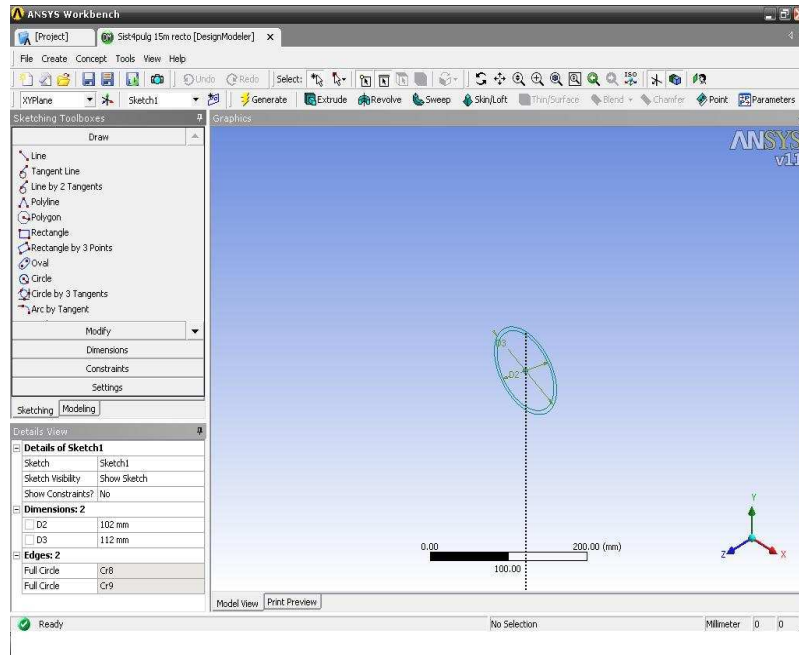 ANSYS Workbench
[Project] Sist4pulg 15m recto [DesignModeler] x
File Create Concept Tools View Help
Undo Redo Select: ISO
XYPlane Sketch1 Generate Extrude Revolve Sweep Skin/Loft Thin/Surface Blend Chamfer Point Parameters
Sketching Toolboxes
Draw
Line
Tangent Line
Line by 2 Tangents
Polyline
Polygon
Rectangle
Rectangle by 3 Points
Oval
Circle
Circle by 3 Tangents
Arc by Tangent
Modify
Dimensions
Constraints
Settings
Sketching Modeling
Details View
Details of Sketch1
Sketch Sketch1
Sketch Visibility Show Sketch
Show Constraints? No
Dimensions: 2
D2 102 mm
D3 112 mm
Edges: 2
Full Circle Cr8
Full Circle Cr9
Graphics
ANSYS
v11
D3
D2
0.00 200.00 (mm)
100.00
Y
Z X
Model View Print Preview
Ready No Selection Millimeter 0 0